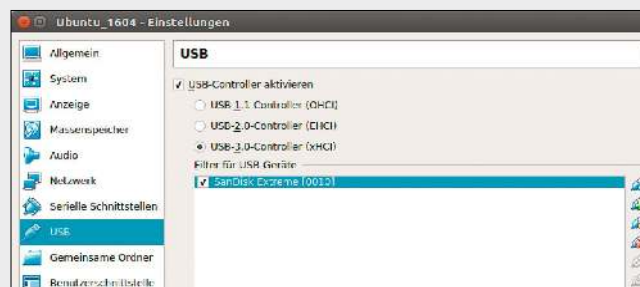 Ubuntu_1604 - Einstellungen
Allgemein
System
Anzeige
Massenspeicher
Audio
Netzwerk
Serielle Schnittstellen
USB
Gemeinsame Ordner
Benutzerschnittstelle
USB
USB-Controller aktivieren
USB-1.1-Controller (OHCI)
USB-2.0-Controller (EHCI)
USB-3.0-Controller (xHCI)
Filter für USB-Geräte
SanDisk Extreme [0010]